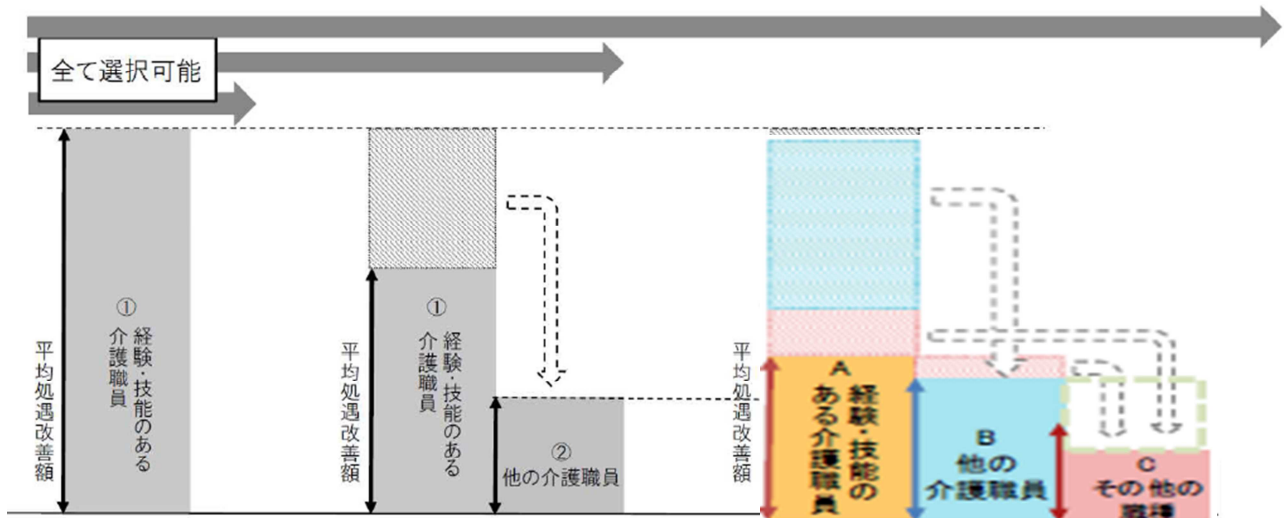 全て選択可能
平均処遇改善額
①
経験・技能のある
介護職員
平均処遇改善額
①
経験・技能のある
介護職員
②
他の介護職員
平均処遇改善額
A
経験・技能の
ある介護職員
B
他の
介護職員
C
その他の
職種